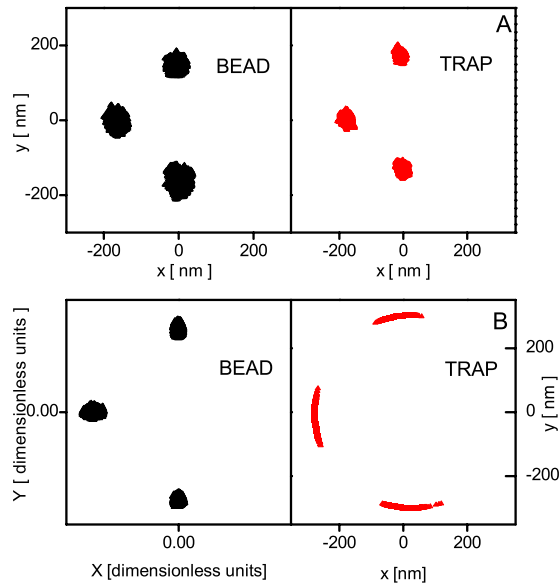 A
BEAD
TRAP
200
0
-200
y [ nm ]
0
200
-200
0
200
x [ nm ]
x [ nm ]
B
BEAD
TRAP
0.00
Y [ dimensionless units ]
200
0
-200
y [ nm ]
0.00
-200
0
200
X [dimensionless units]
x [nm]